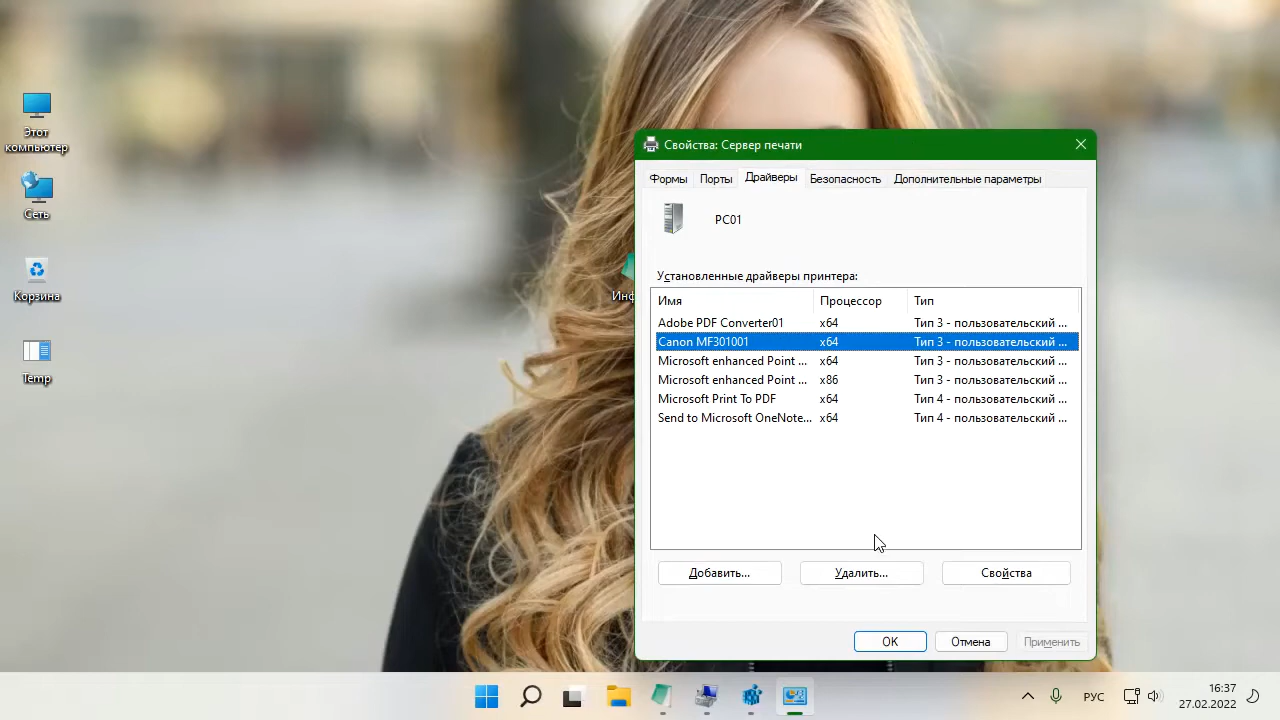 Этот
компьютер
Сеть
Корзина
Temp
Инф
Свойства: Сервер печати
Формы Порты Драйверы Безопасность Дополнительные параметры
PC01
Установленные драйверы принтера:
Имя Процессор Тип
Adobe PDF Converter01 x64 Тип 3 - пользовательский ...
Canon MF301001 x64 Тип 3 - пользовательский ...
Microsoft enhanced Point ... x64 Тип 3 - пользовательский ...
Microsoft enhanced Point ... x86 Тип 3 - пользовательский ...
Microsoft Print To PDF x64 Тип 4 - пользовательский ...
Send to Microsoft OneNote... x64 Тип 4 - пользовательский ...
Добавить... Удалить... Свойства
OK Отмена Применить
РУС 16:37
27.02.2022